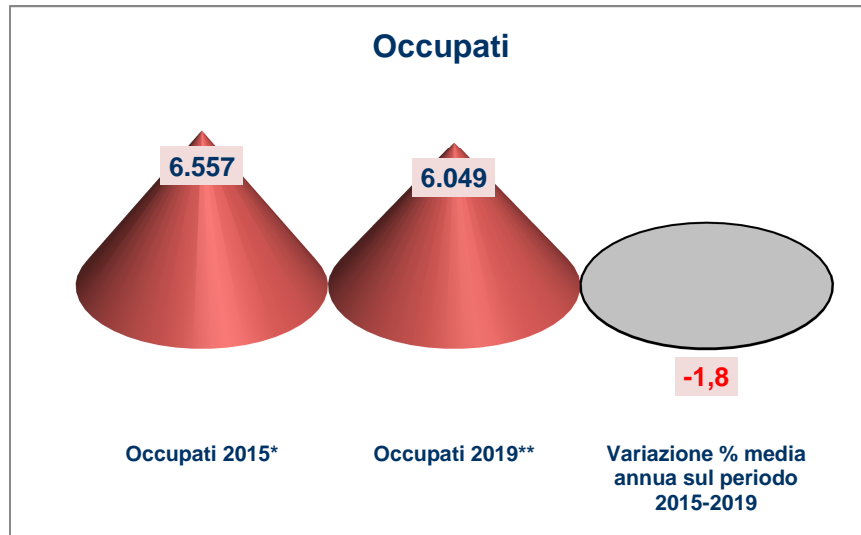 Occupati
6.557
6.049
-1,8
Occupati 2015*
Occupati 2019**
Variazione % media
annua sul periodo
2015-2019